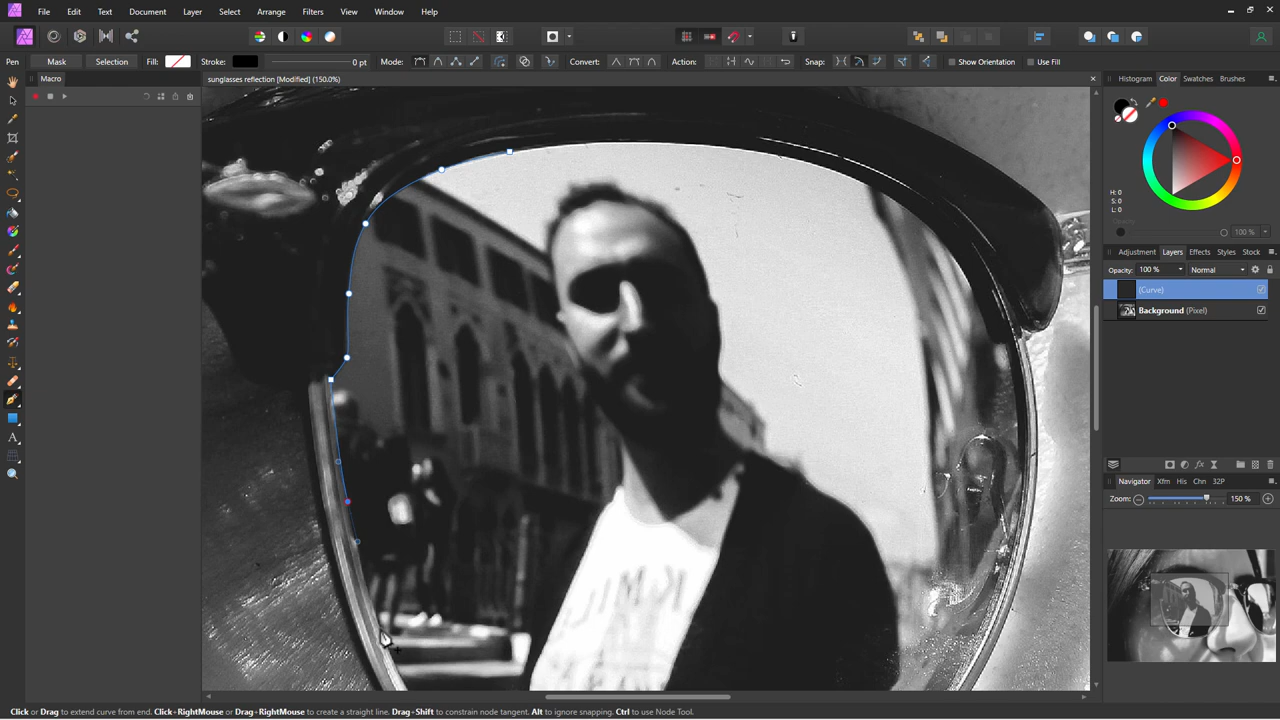 File Edit Text Document Layer Select Arrange Filters View Window Help
Pen Mask Selection Fill: Stroke: 0 pt Mode: Convert: Action: Snap: Show Orientation Use Fill
Macro
sunglasses reflection [Modified] (150.0%)
Histogram Color Swatches Brushes
H: 0
S: 0
L: 0
Opacity
100 %
Adjustment Layers Effects Styles Stock
Opacity: 100 % Normal
(Curve)
Background (Pixel)
Navigator Xfm His Chn 32P
Zoom: 150 %
Click or Drag to extend curve from end. Click+RightMouse or Drag+RightMouse to create a straight line. Drag+Shift to constrain node tangent. Alt to ignore snapping. Ctrl to use Node Tool.